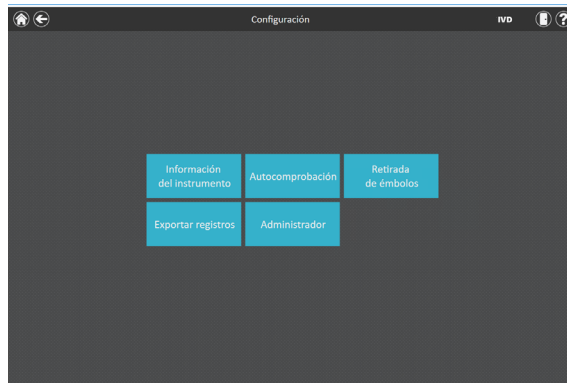 Configuración
IVD
?
Información
del instrumento
Autocomprobación
Retirada
de émbolos
Exportar registros
Administrador